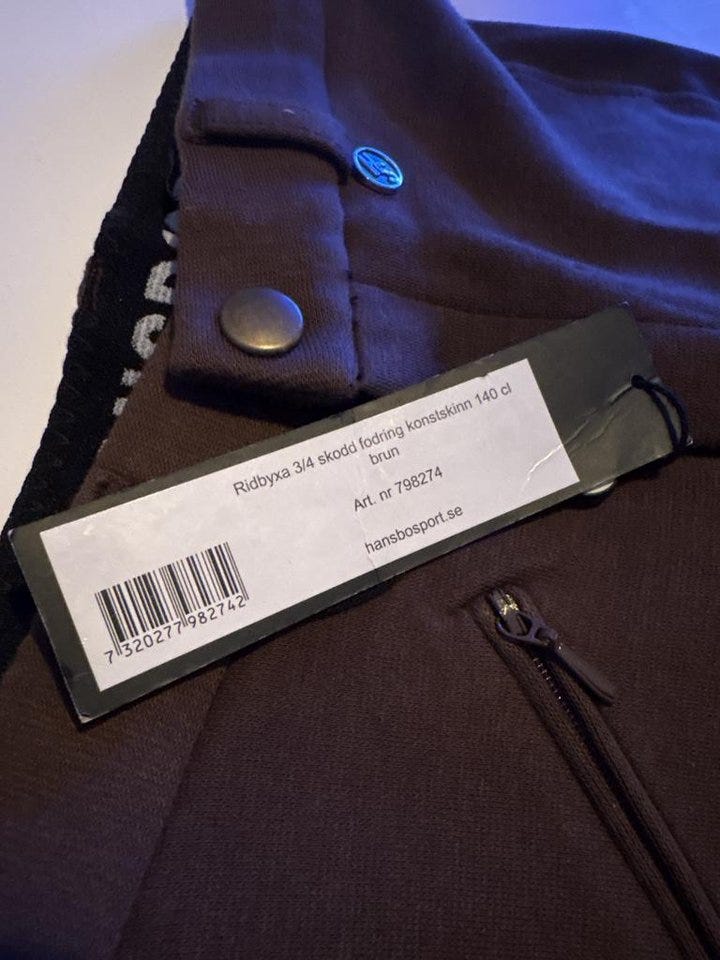 Ridbyxa 3/4 skodd fodring konstskinn 140 cl
brun
Art. nr 798274
hansbosport.se
7 320277 982742